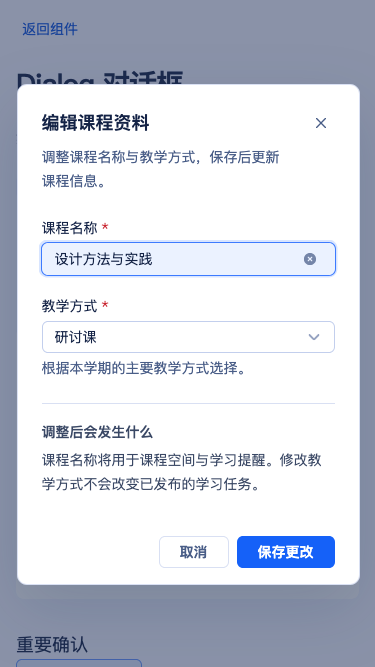 返回组件
Dialog 对话框
编辑课程资料
调整课程名称与教学方式，保存后更新
课程信息。
课程名称 *
设计方法与实践
教学方式 *
研讨课
根据本学期的主要教学方式选择。
调整后会发生什么
课程名称将用于课程空间与学习提醒。修改教
学方式不会改变已发布的学习任务。
取消
保存更改
重要确认